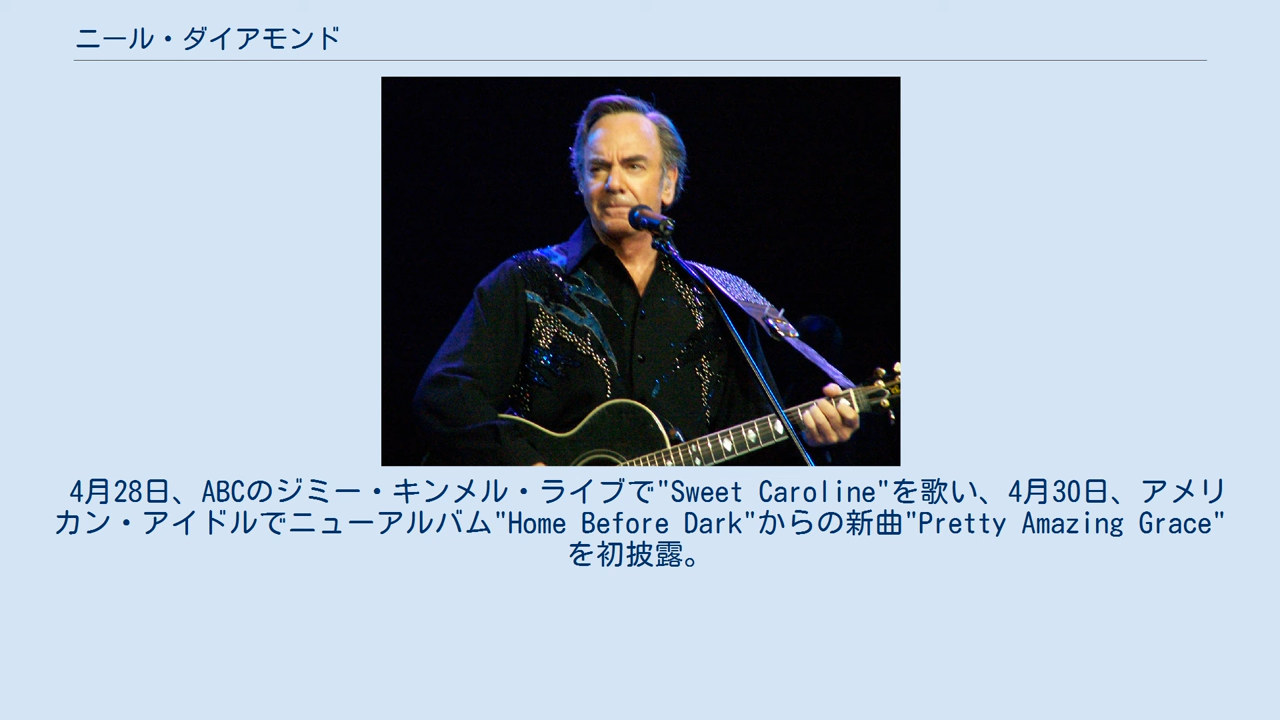 ニール・ダイアモンド
4月28日、ABCのジミー・キンメル・ライブで"Sweet Caroline"を歌い、4月30日、アメリ
カン・アイドルでニューアルバム"Home Before Dark"からの新曲"Pretty Amazing Grace"
を初披露。